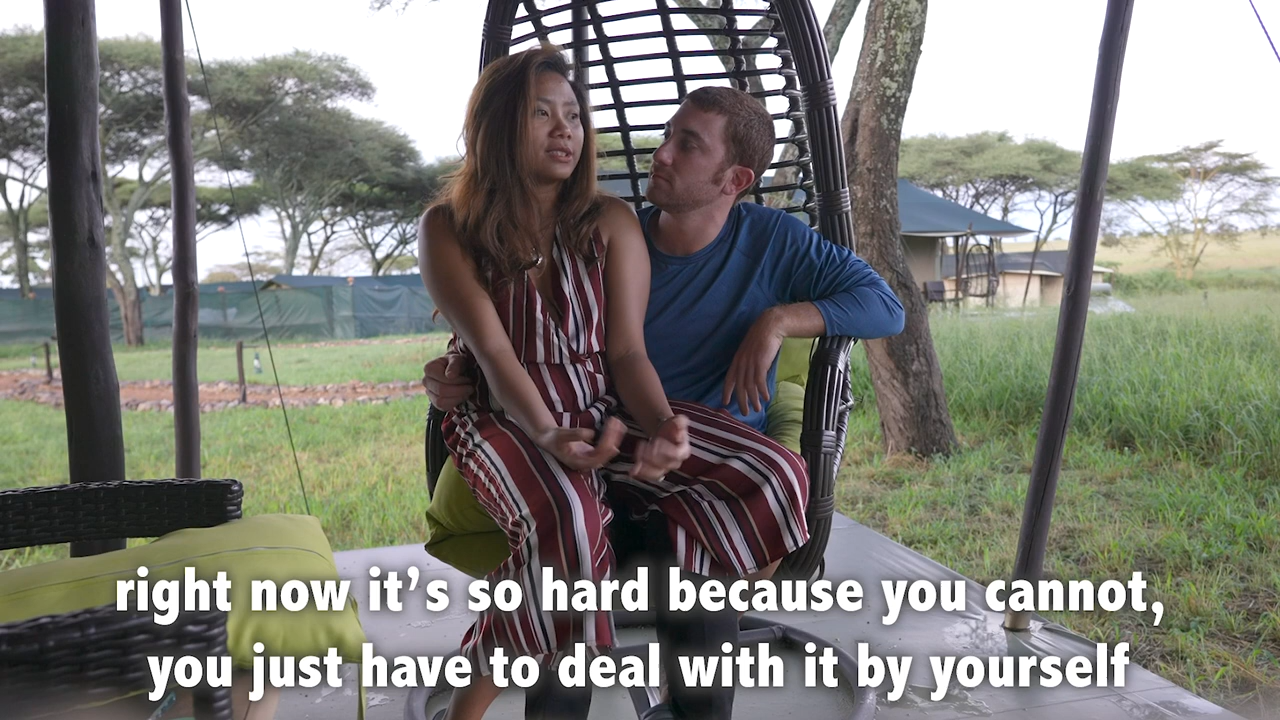 right now it’s so hard because you cannot,
you just have to deal with it by yourself